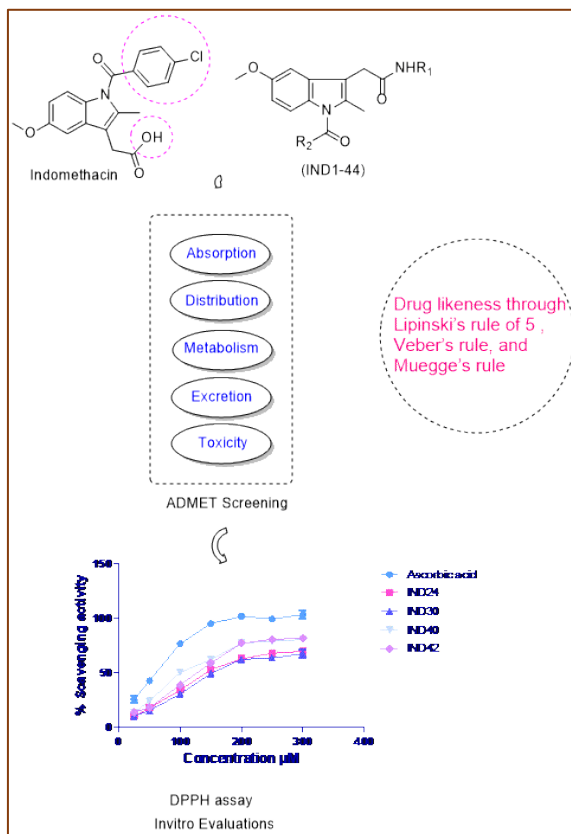 O
Cl
N
O
OH
O
Indomethacin
O
NHR1
O
N
O
R2
(IND1-44)
Absorption
Distribution
Metabolism
Excretion
Toxicity
ADMET Screening
Drug likeness through
Lipinski's rule of 5 ,
Veber's rule, and
Muegge's rule
150
100
50
0
% Scavenging activity
0
100
200
300
400
Concentration µM
Ascorbic acid
IND24
IND30
IND40
IND42
DPPH assay
Invitro Evaluations